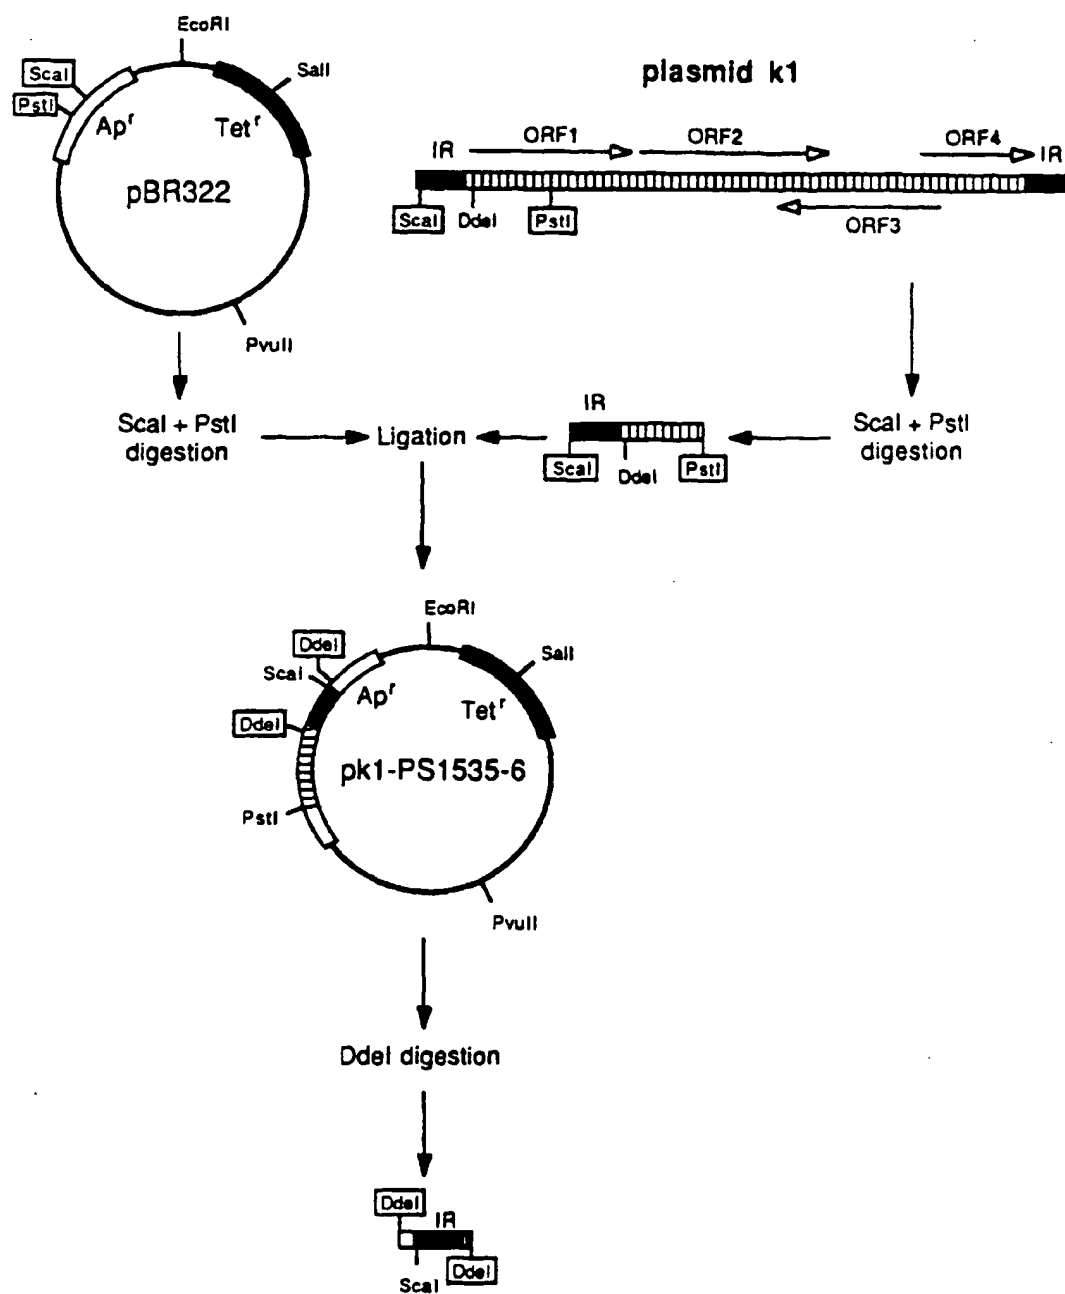 EcoRI
ScaI
SalI
PstI
Ap^r
Tet^r
pBR322
PvuII
plasmid k1
ORF1
ORF2
ORF4
IR
IR
ScaI
DdeI
PstI
ORF3
ScaI + PstI
digestion
Ligation
IR
ScaI
DdeI
PstI
ScaI + PstI
digestion
EcoRI
DdeI
ScaI
SalI
Ap^r
Tet^r
DdeI
pk1-PS1535-6
PstI
PvuII
DdeI digestion
DdeI
IR
ScaI
DdeI